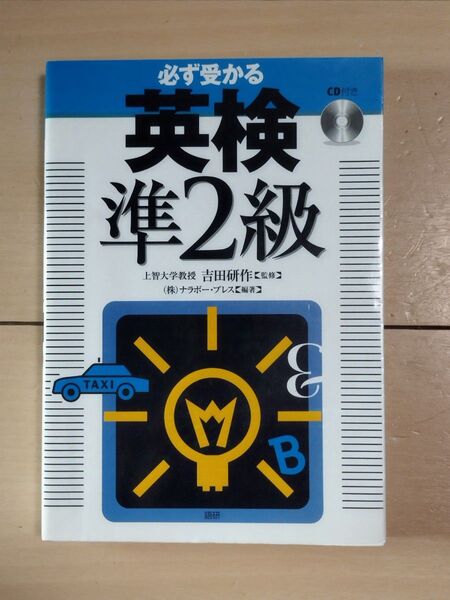 必ず受かる
CD付き
英検
準2級
上智大学教授 吉田研作【監修】
(株)ナラボー・プレス【編著】
TAXI
&
B
語研